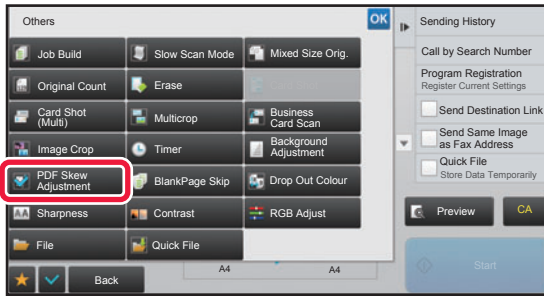 Others
OK
Job Build
Slow Scan Mode
Mixed Size Orig.
Original Count
Erase
Card Shot
(Multi)
Multicrop
Business
Card Scan
Image Crop
Timer
Background
Adjustment
PDF Skew
Adjustment
BlankPage Skip
Drop Out Colour
Sharpness
Contrast
RGB Adjust
File
Quick File
Back
A4
A4
Sending History
Call by Search Number
Program Registration
Register Current Settings
Send Destination Link
Send Same Image
as Fax Address
Quick File
Store Data Temporarily
Preview
CA
Start